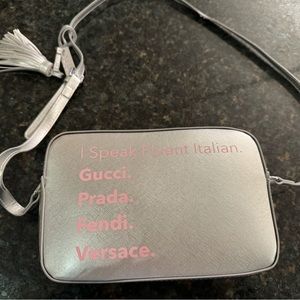 I Speak Fluent Italian.
Gucci.
Prada.
Fendi.
Versace.